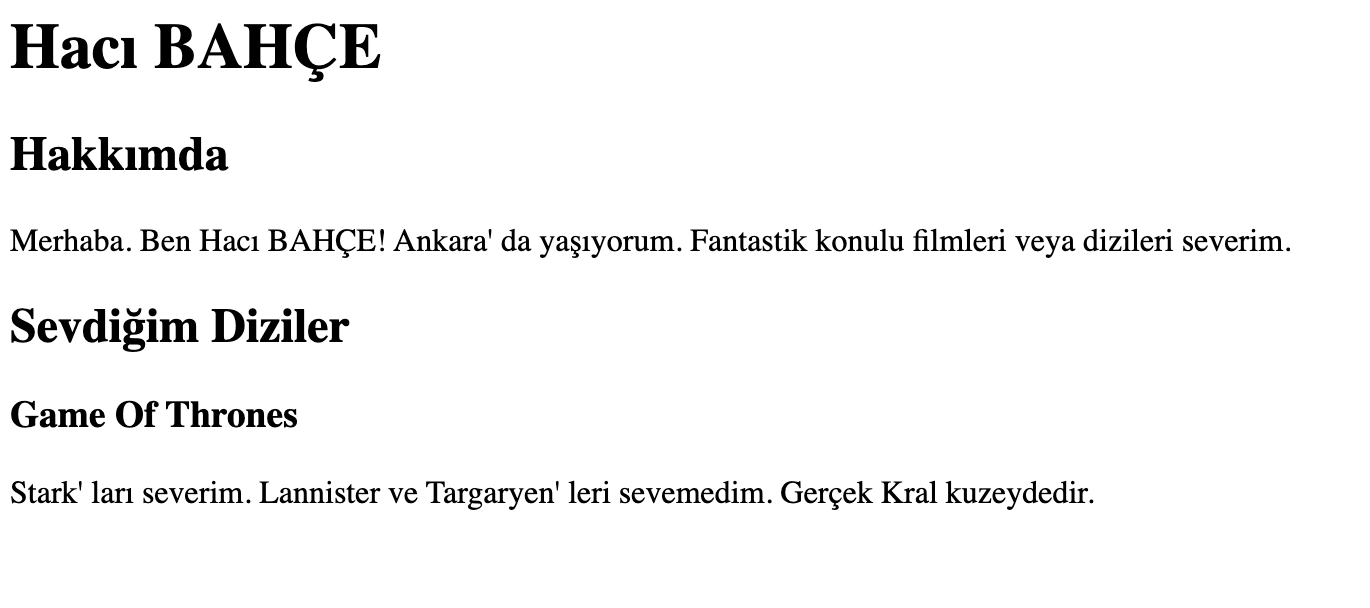 Hacı BAHÇE
Hakkımda
Merhaba. Ben Hacı BAHÇE! Ankara' da yaşıyorum. Fantastik konulu filmleri veya dizileri severim.
Sevdiğim Diziler
Game Of Thrones
Stark' ları severim. Lannister ve Targaryen' leri sevemedim. Gerçek Kral kuzeydedir.